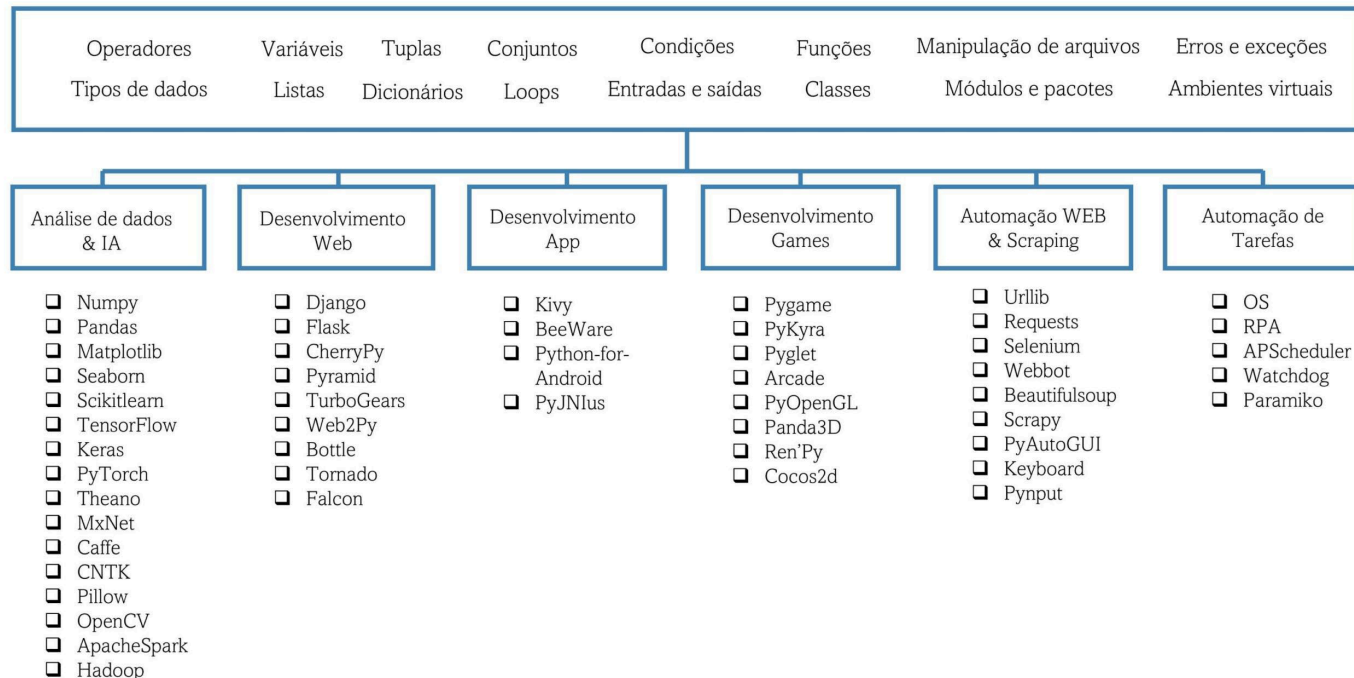 Operadores Variáveis Tuplas Conjuntos Condições Funções Manipulação de arquivos Erros e exceções
Tipos de dados Listas Dicionários Loops Entradas e saídas Classes Módulos e pacotes Ambientes virtuais
Análise de dados
& IA
Numpy
Pandas
Matplotlib
Seaborn
Scikitlearn
TensorFlow
Keras
PyTorch
Theano
MxNet
Caffe
CNTK
Pillow
OpenCV
ApacheSpark
Hadoop
Desenvolvimento
Web
Django
Flask
CherryPy
Pyramid
TurboGears
Web2Py
Bottle
Tornado
Falcon
Desenvolvimento
App
Kivy
BeeWare
Python-for-
Android
PyJNIus
Desenvolvimento
Games
Pygame
PyKyra
Pyglet
Arcade
PyOpenGL
Panda3D
Ren'Py
Cocos2d
Automação WEB
& Scraping
Urllib
Requests
Selenium
Webbot
Beautifulsoup
Scrapy
PyAutoGUI
Keyboard
Pynput
Automação de
Tarefas
OS
RPA
APScheduler
Watchdog
Paramiko